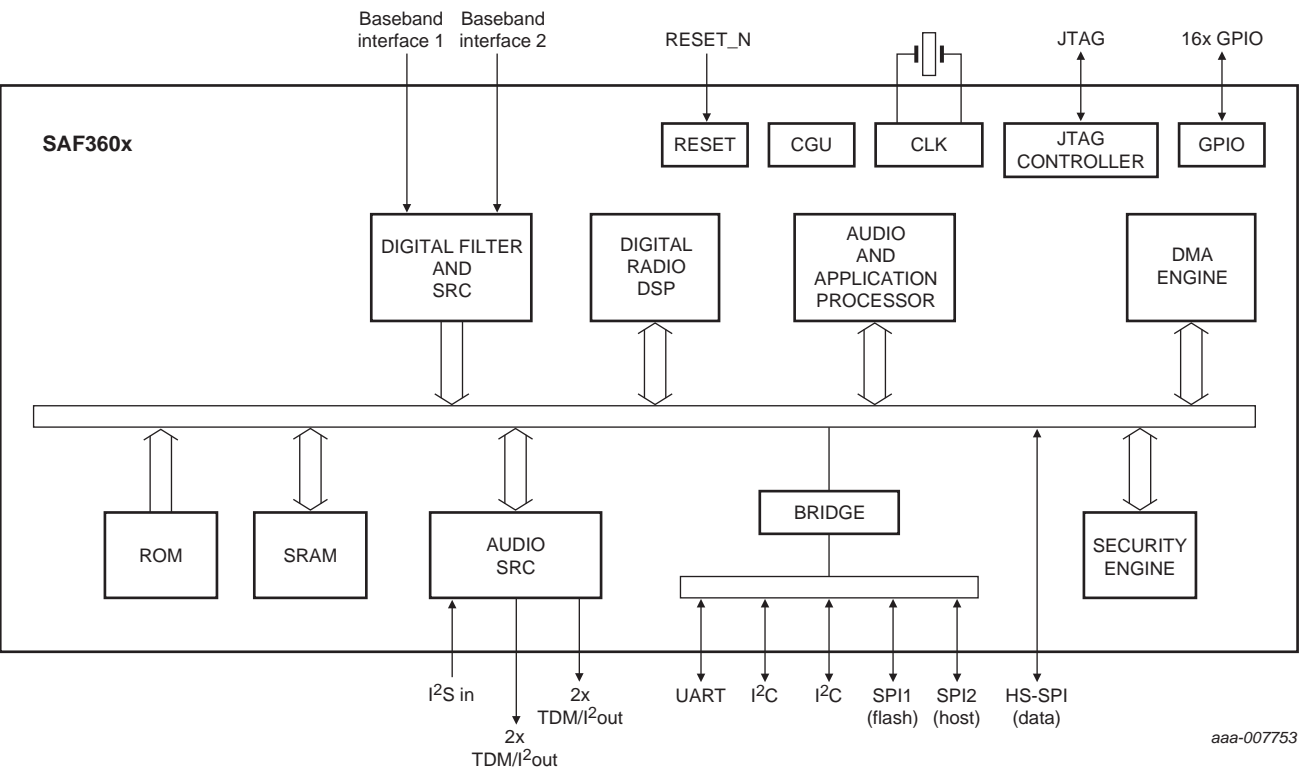 Baseband
interface 1
Baseband
interface 2
RESET_N
JTAG
16x GPIO
SAF360x
RESET
CGU
CLK
JTAG
CONTROLLER
GPIO
DIGITAL FILTER
AND
SRC
DIGITAL
RADIO
DSP
AUDIO
AND
APPLICATION
PROCESSOR
DMA
ENGINE
ROM
SRAM
AUDIO
SRC
BRIDGE
SECURITY
ENGINE
I²S in
2x
TDM/I²out
2x
TDM/I²out
UART
I²C
I²C
SPI1
(flash)
SPI2
(host)
HS-SPI
(data)
aaa-007753